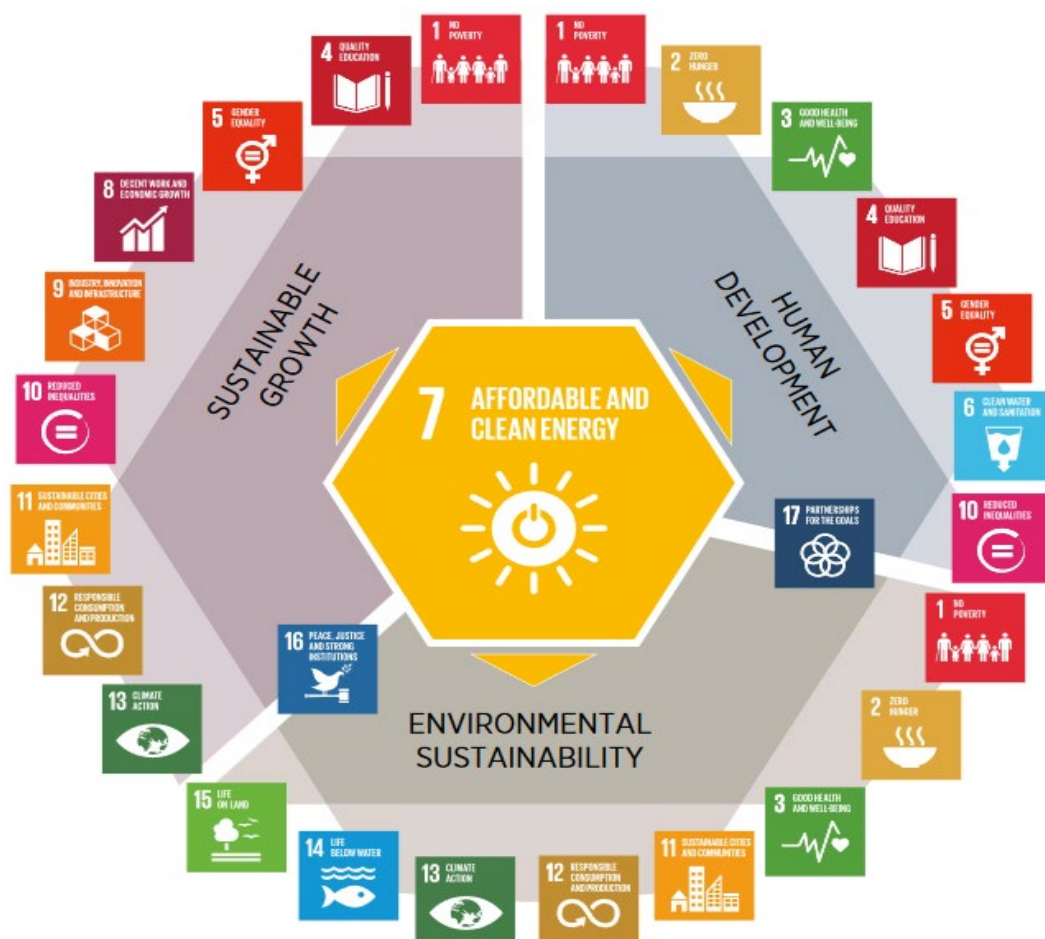 1 NO
POVERTY
4 QUALITY
EDUCATION
5 GENDER
EQUALITY
8 DECENT WORK AND
ECONOMIC GROWTH
9 INDUSTRY, INNOVATION
AND INFRASTRUCTURE
10 REDUCED
INEQUALITIES
11 SUSTAINABLE CITIES
AND COMMUNITIES
12 RESPONSIBLE
CONSUMPTION
AND PRODUCTION
13 CLIMATE
ACTION
SUSTAINABLE
GROWTH
1 NO
POVERTY
2 ZERO
HUNGER
3 GOOD HEALTH
AND WELL-BEING
4 QUALITY
EDUCATION
5 GENDER
EQUALITY
6 CLEAN WATER
AND SANITATION
10 REDUCED
INEQUALITIES
HUMAN
DEVELOPMENT
7 AFFORDABLE AND
CLEAN ENERGY
17 PARTNERSHIPS
FOR THE GOALS
16 PEACE, JUSTICE
AND STRONG
INSTITUTIONS
ENVIRONMENTAL
SUSTAINABILITY
1 NO
POVERTY
2 ZERO
HUNGER
3 GOOD HEALTH
AND WELL-BEING
11 SUSTAINABLE CITIES
AND COMMUNITIES
12 RESPONSIBLE
CONSUMPTION
AND PRODUCTION
13 CLIMATE
ACTION
14 LIFE
BELOW WATER
15 LIFE
ON LAND